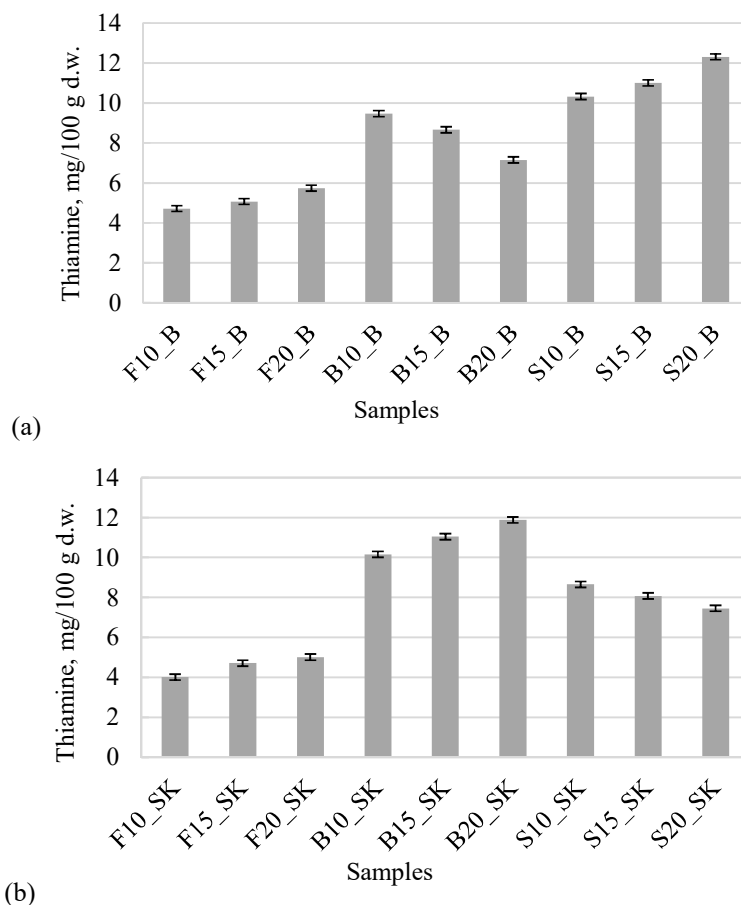 Thiamine, mg/100 g d.w.
14
12
10
8
6
4
2
0
F10_B
F15_B
F20_B
B10_B
B15_B
B20_B
S10_B
S15_B
S20_B
Samples
(a)
Thiamine, mg/100 g d.w.
14
12
10
8
6
4
2
0
F10_SK
F15_SK
F20_SK
B10_SK
B15_SK
B20_SK
S10_SK
S15_SK
S20_SK
Samples
(b)